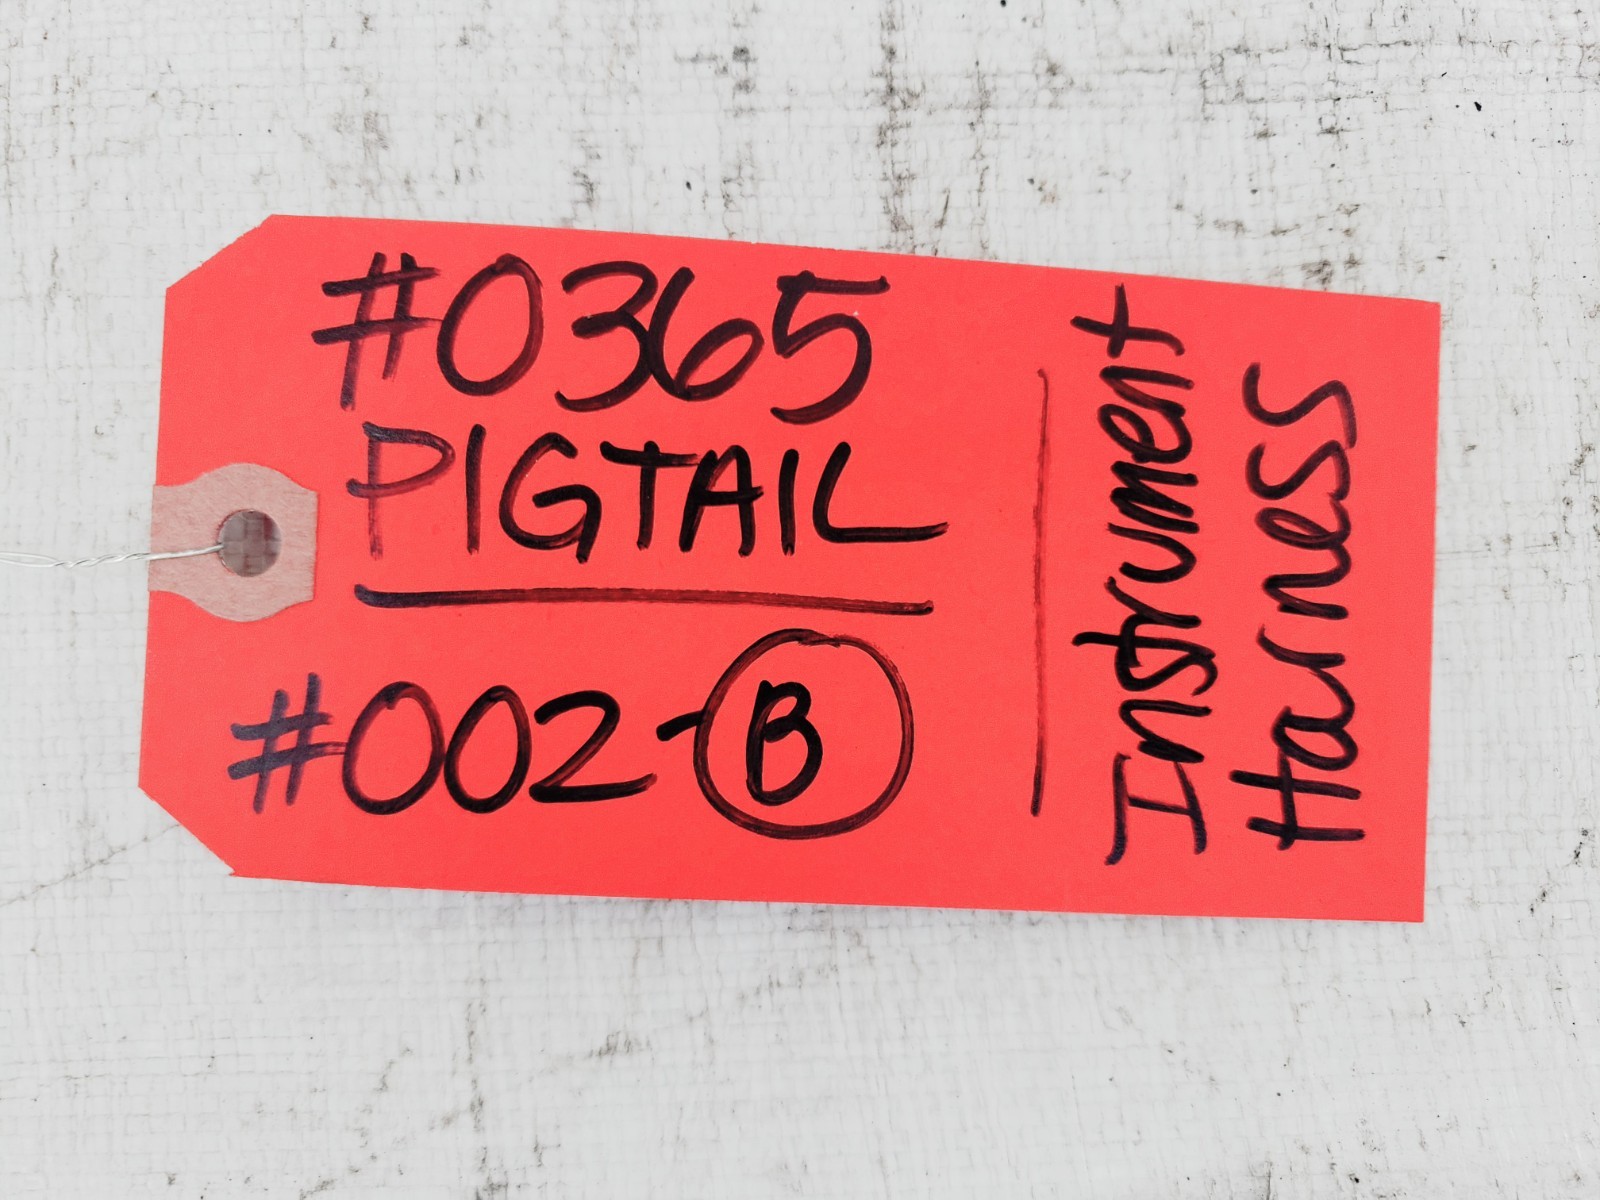 #0365
PIGTAIL
#002-B
Instrument
Harness